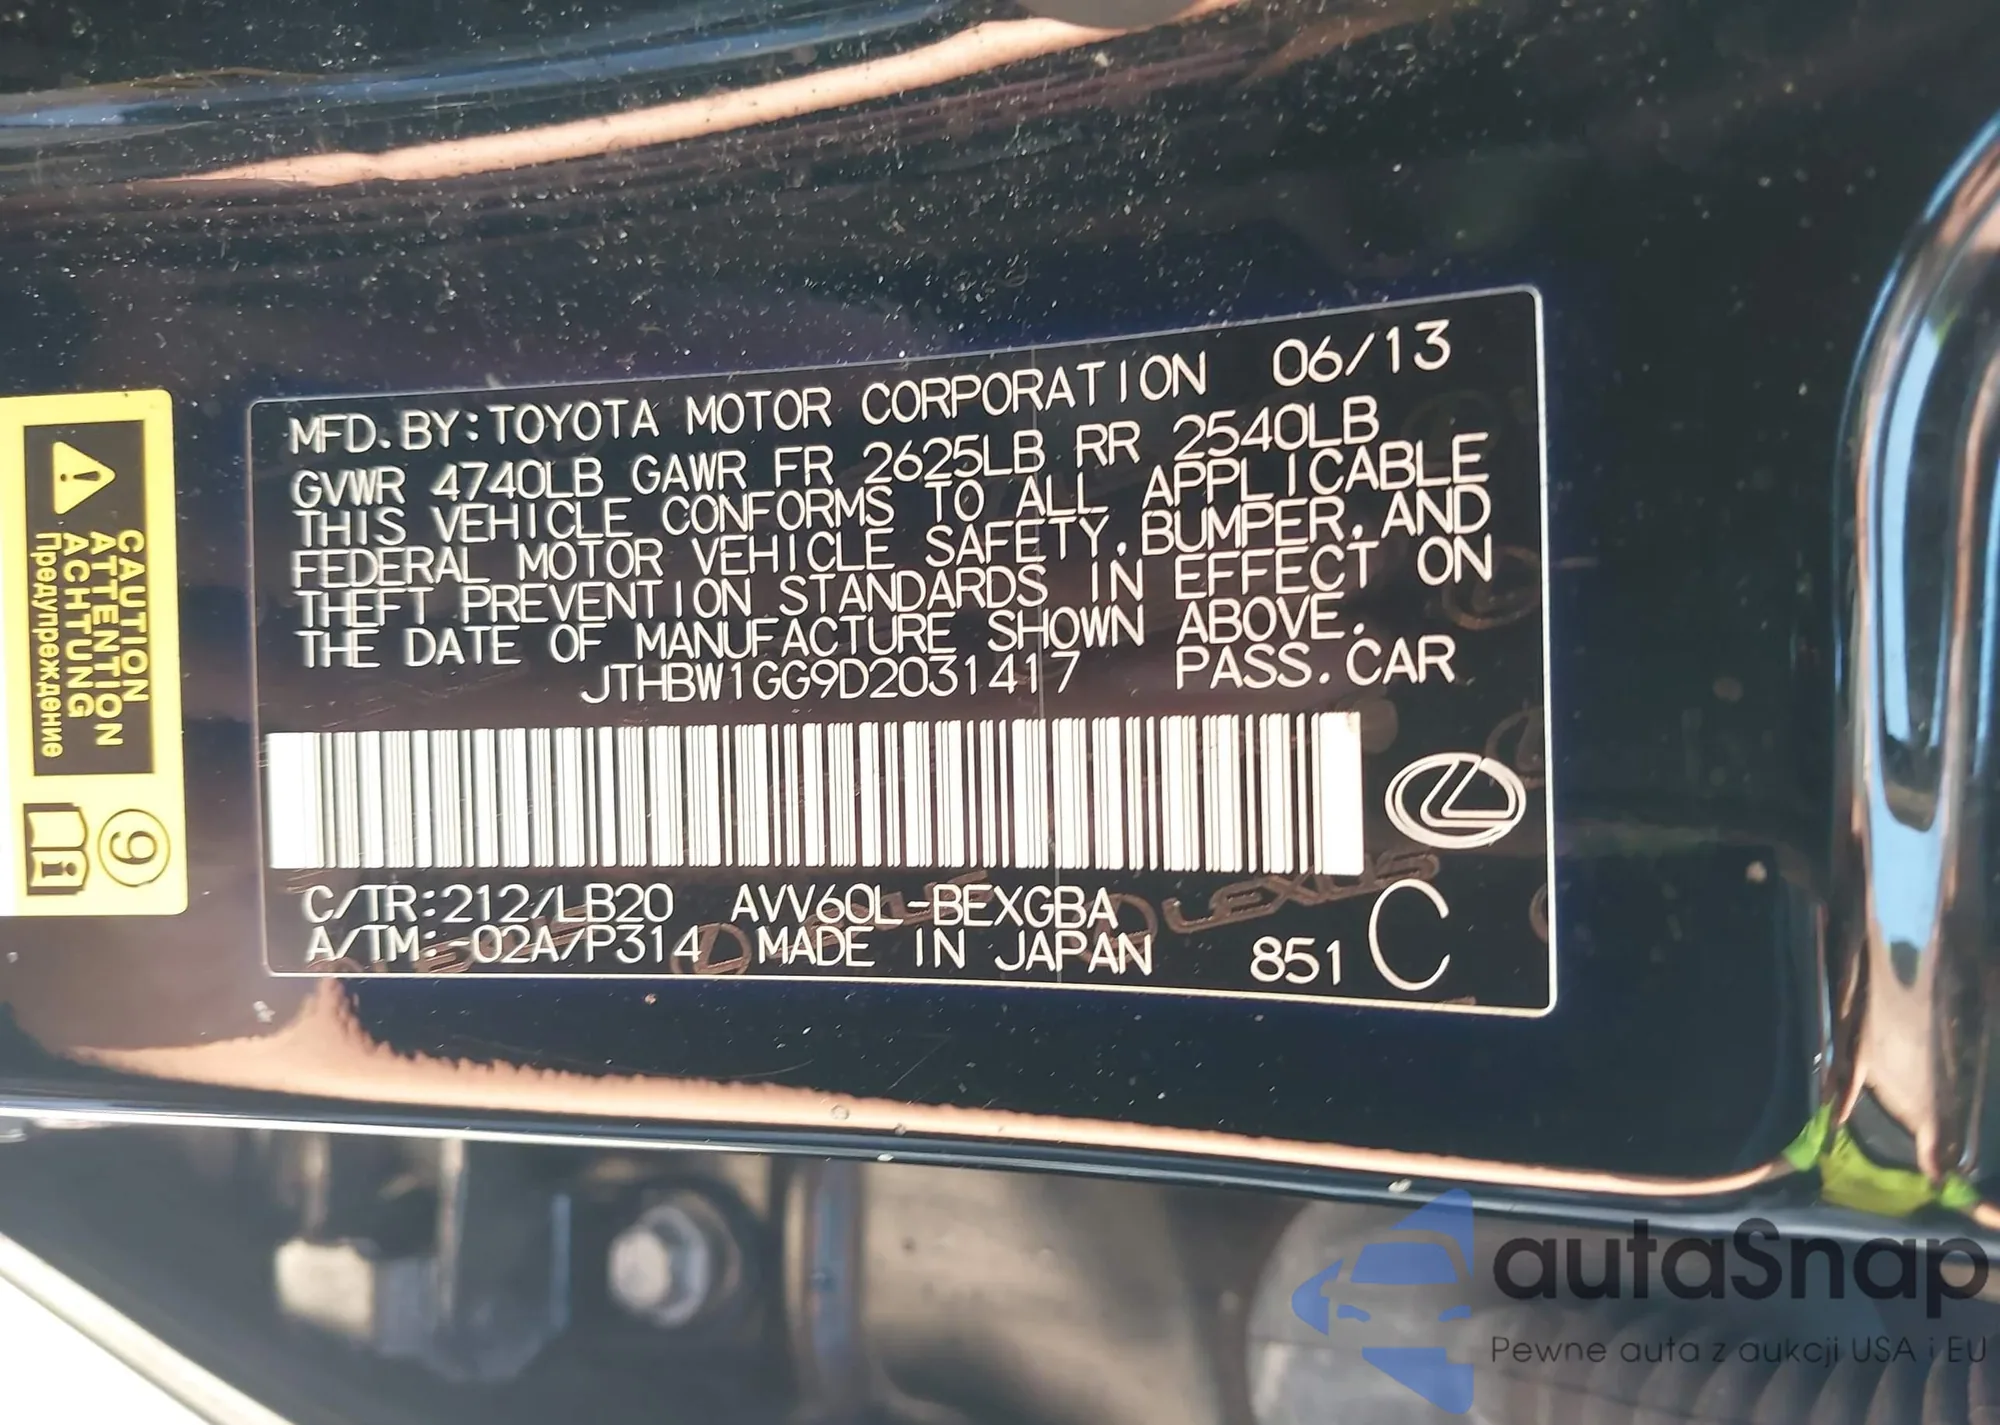 MFD.BY:TOYOTA MOTOR CORPORATION 06/13
GVWR 4740LB GAWR FR 2625LB RR 2540LB
THIS VEHICLE CONFORMS TO ALL APPLICABLE
FEDERAL MOTOR VEHICLE SAFETY,BUMPER,AND
THEFT PREVENTION STANDARDS IN EFFECT ON
THE DATE OF MANUFACTURE SHOWN ABOVE.
JTHBW1GG9D2031417 PASS.CAR
C/TR:212/LB20 AVV60L-BEXGBA
A/TM:-02A/P314 MADE IN JAPAN 851 C
LEXUS
CAUTION
ATTENTION
ACHTUNG
Предупреждение
9
i
autaSnap
Pewne auta z aukcji USA i EU